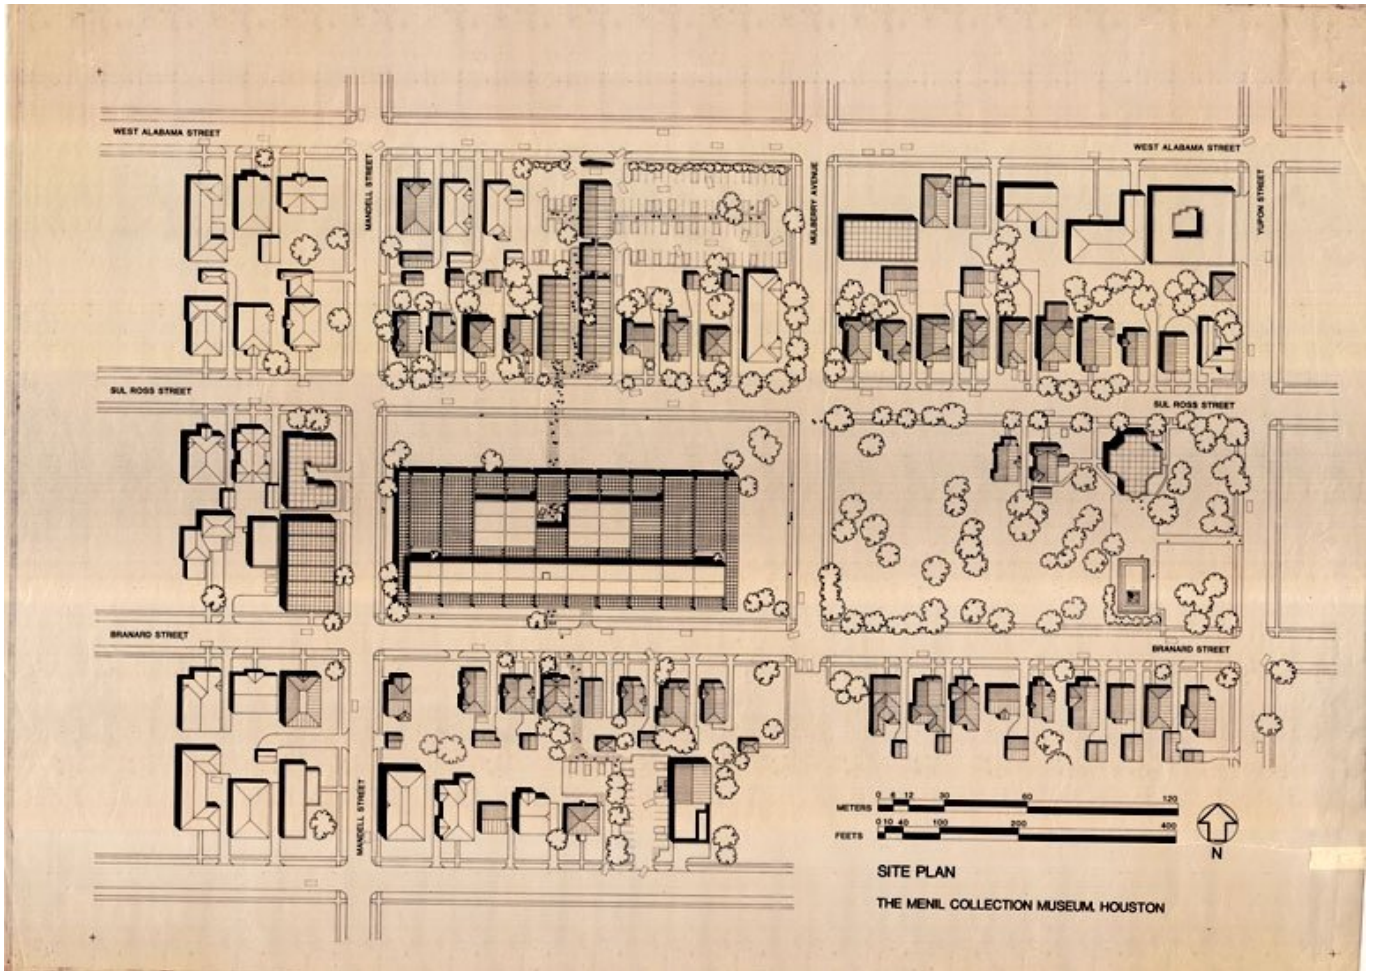 WEST ALABAMA STREET
WEST ALABAMA STREET
MANDELL STREET
MULBERRY AVENUE
YUPON STREET
SUL ROSS STREET
SUL ROSS STREET
BRANARD STREET
BRANARD STREET
MANDELL STREET
METERS 0 6 12 30 60 120
FEETS 0 10 40 100 200 400
N
SITE PLAN
THE MENIL COLLECTION MUSEUM, HOUSTON